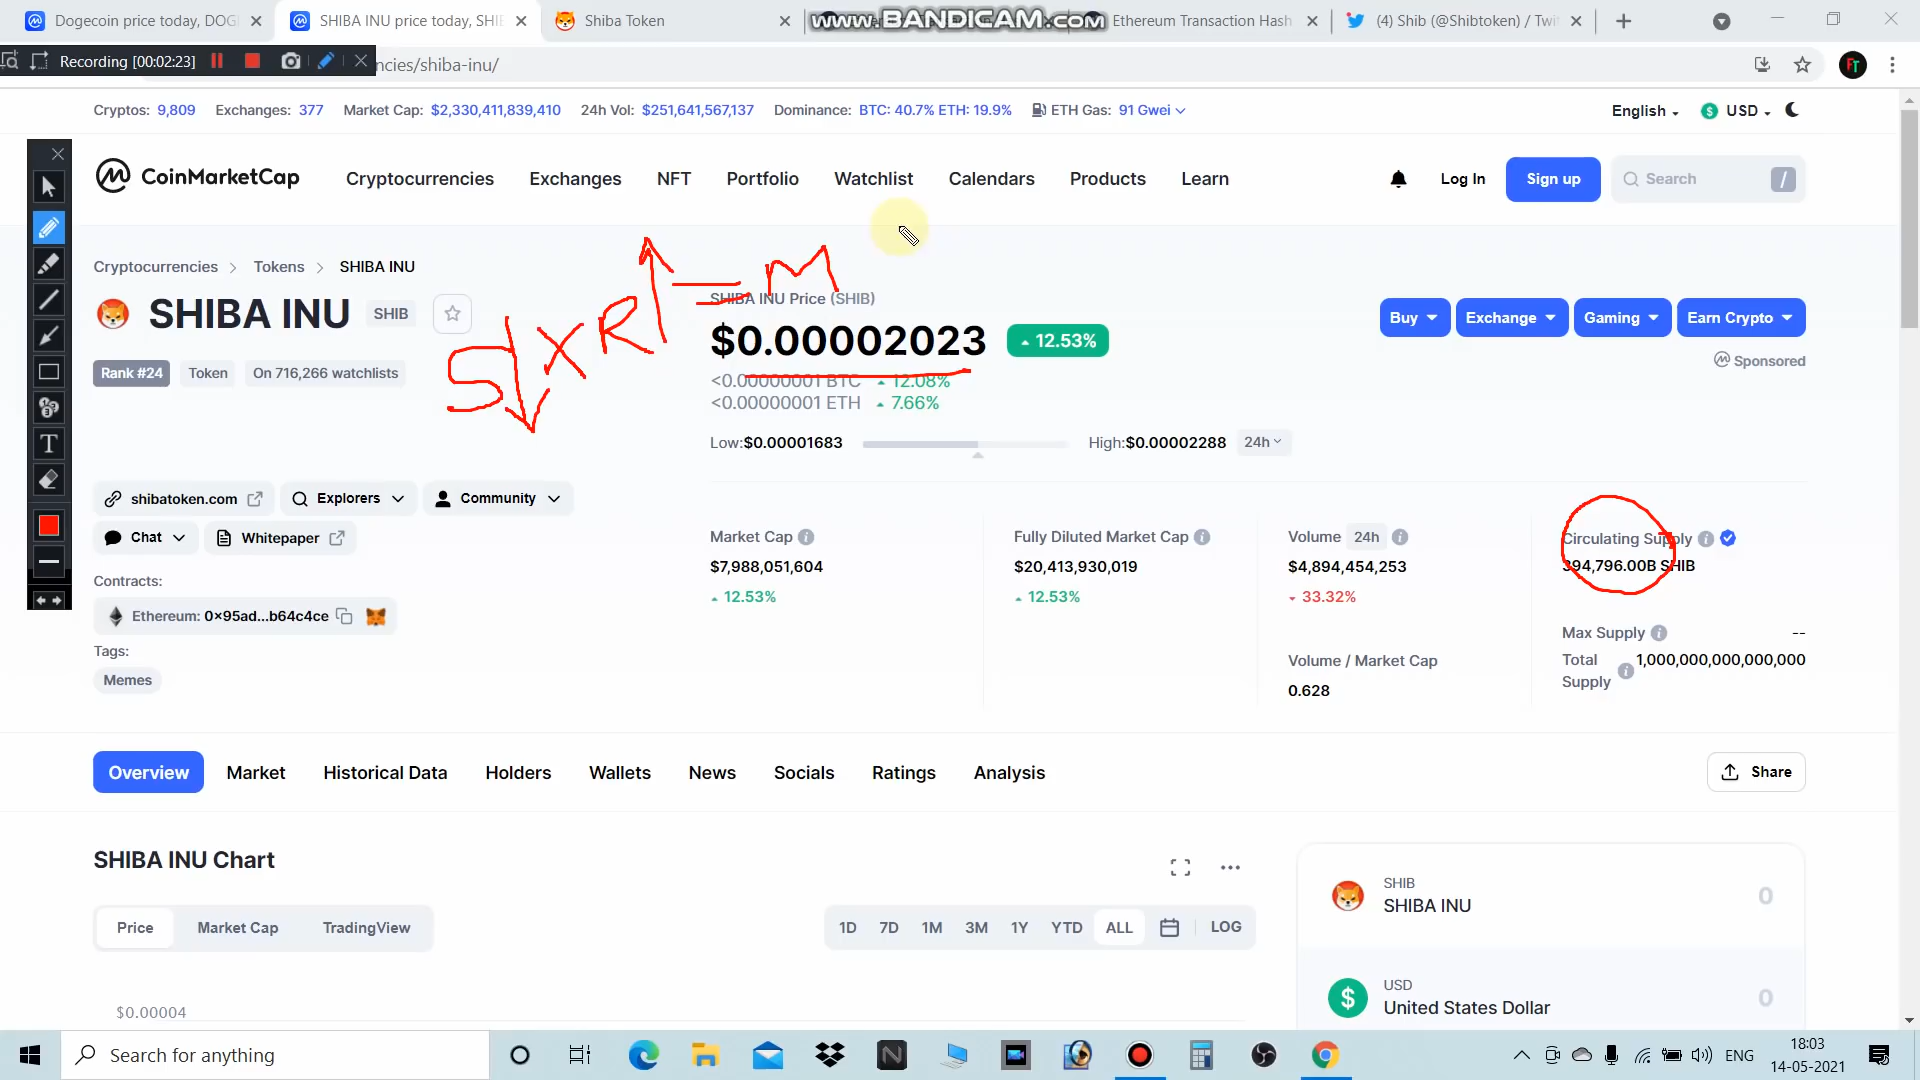 Dogecoin price today, DOGE
SHIBA INU price today, SHIB
Shiba Token
www.BANDICAM.com
Ethereum Transaction Hash
(4) Shib (@Shibtoken) / Twi
Recording [00:02:23]
ncies/shiba-inu/
FT
Cryptos: 9,809 Exchanges: 377 Market Cap: $2,330,411,839,410 24h Vol: $251,641,567,137 Dominance: BTC: 40.7% ETH: 19.9% ETH Gas: 91 Gwei
English USD
CoinMarketCap
Cryptocurrencies Exchanges NFT Portfolio Watchlist Calendars Products Learn
Log In Sign up Search /
Cryptocurrencies > Tokens > SHIBA INU
SHIBA INU SHIB
Rank #24 Token On 716,266 watchlists
S↓ x R↑ = M
SHIBA INU Price (SHIB)
$0.00002023 12.53%
<0.00000001 BTC 12.08%
<0.00000001 ETH 7.66%
Low:$0.00001683 High:$0.00002288 24h
Buy Exchange Gaming Earn Crypto
Sponsored
shibatoken.com Explorers Community
Chat Whitepaper
Contracts:
Ethereum: 0×95ad...b64c4ce
Tags:
Memes
Market Cap
$7,988,051,604
12.53%
Fully Diluted Market Cap
$20,413,930,019
12.53%
Volume 24h
$4,894,454,253
33.32%
Volume / Market Cap
0.628
Circulating Supply
394,796.00B SHIB
Max Supply --
Total Supply 1,000,000,000,000,000
Overview Market Historical Data Holders Wallets News Socials Ratings Analysis
Share
SHIBA INU Chart
Price Market Cap TradingView
1D 7D 1M 3M 1Y YTD ALL LOG
$0.00004
SHIB
SHIBA INU 0
USD
United States Dollar 0
Search for anything
ENG
18:03
14-05-2021